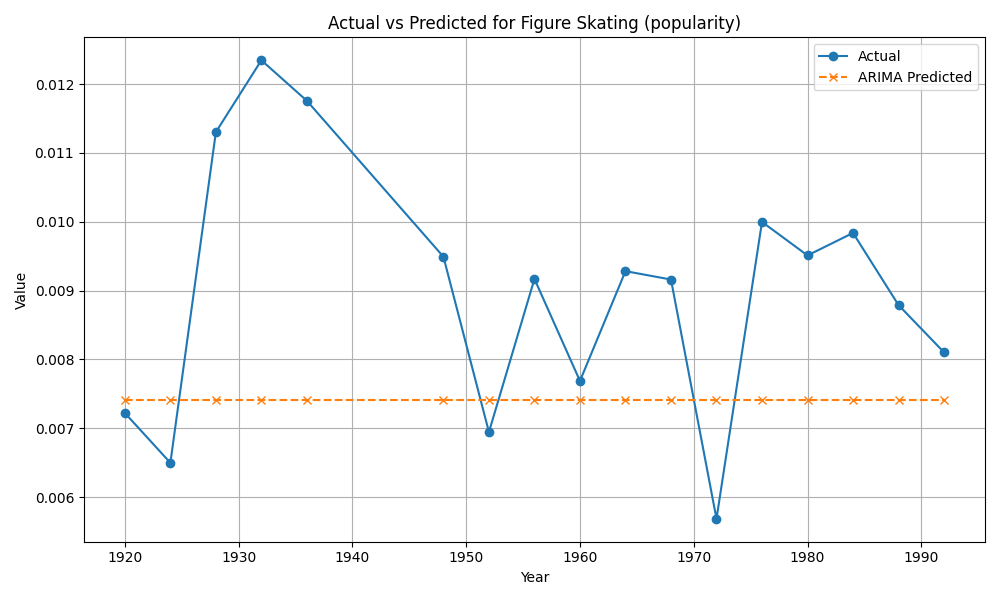 Actual vs Predicted for Figure Skating (popularity)
Actual
ARIMA Predicted
0.012
0.011
0.010
0.009
0.008
0.007
0.006
Value
1920 1930 1940 1950 1960 1970 1980 1990
Year